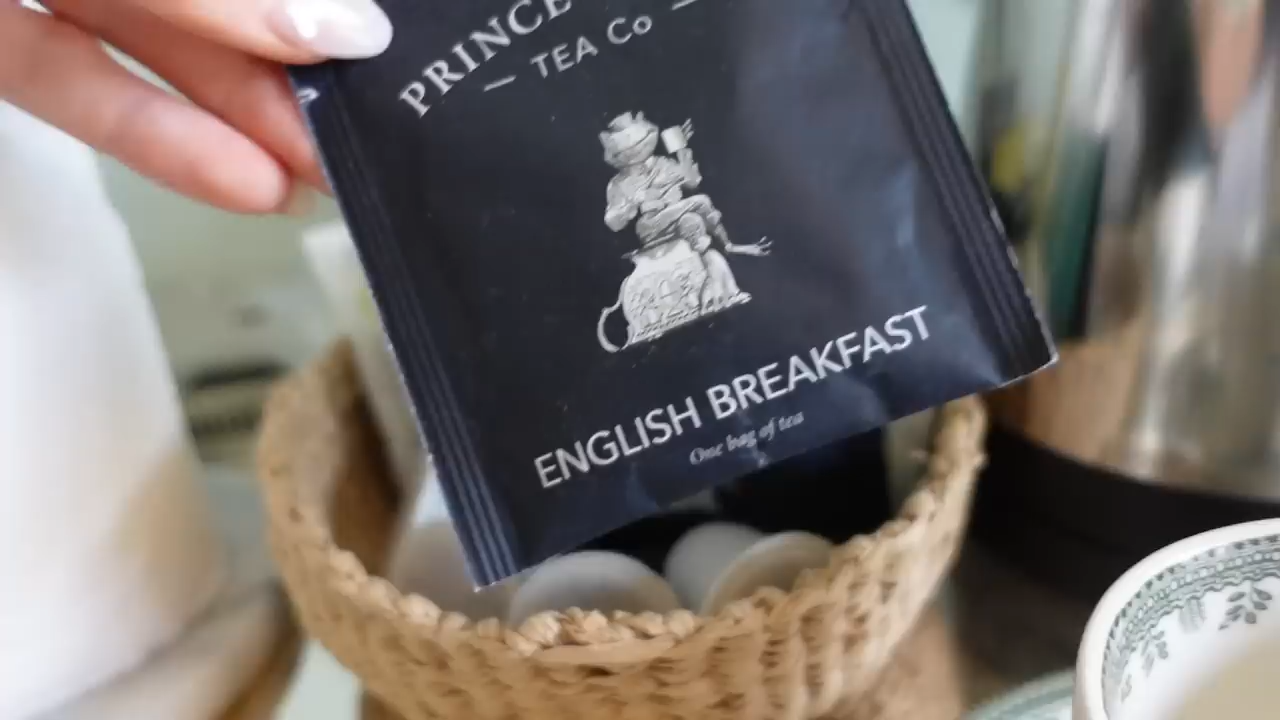 PRINCE
— TEA Co —
ENGLISH BREAKFAST
One bag of tea